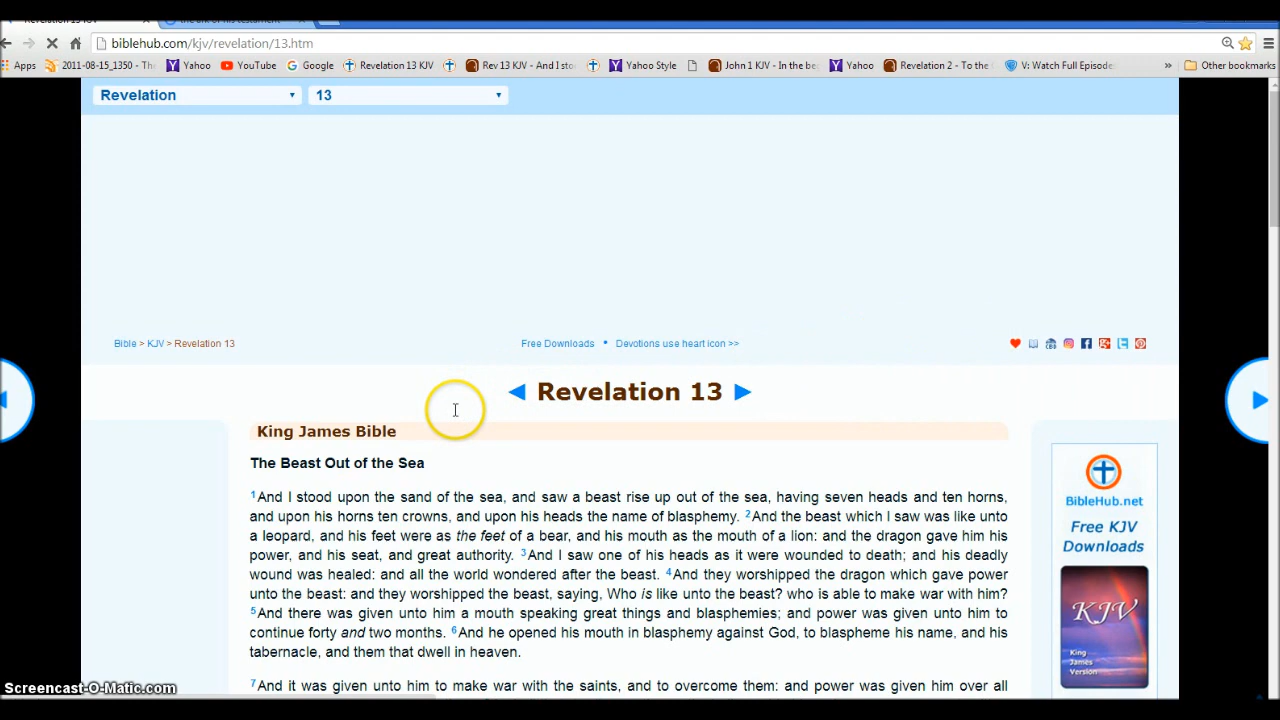 Revelation 13 KJV
the ark of his testament
biblehub.com/kjv/revelation/13.htm
Apps 2011-08-15_1350 - Th Yahoo YouTube Google Revelation 13 KJV Rev 13 KJV - And I sto Yahoo Style John 1 KJV - In the be Yahoo Revelation 2 - To the V: Watch Full Episode » Other bookmarks
Revelation 13
Bible > KJV > Revelation 13 Free Downloads • Devotions use heart icon >>
◄ Revelation 13 ►
King James Bible
The Beast Out of the Sea
1And I stood upon the sand of the sea, and saw a beast rise up out of the sea, having seven heads and ten horns,
and upon his horns ten crowns, and upon his heads the name of blasphemy. 2And the beast which I saw was like unto
a leopard, and his feet were as the feet of a bear, and his mouth as the mouth of a lion: and the dragon gave him his
power, and his seat, and great authority. 3And I saw one of his heads as it were wounded to death; and his deadly
wound was healed: and all the world wondered after the beast. 4And they worshipped the dragon which gave power
unto the beast: and they worshipped the beast, saying, Who is like unto the beast? who is able to make war with him?
5And there was given unto him a mouth speaking great things and blasphemies; and power was given unto him to
continue forty and two months. 6And he opened his mouth in blasphemy against God, to blaspheme his name, and his
tabernacle, and them that dwell in heaven.
7And it was given unto him to make war with the saints, and to overcome them: and power was given him over all
BibleHub.net
Free KJV
Downloads
KJV
King
James
Version
Screencast-O-Matic.com